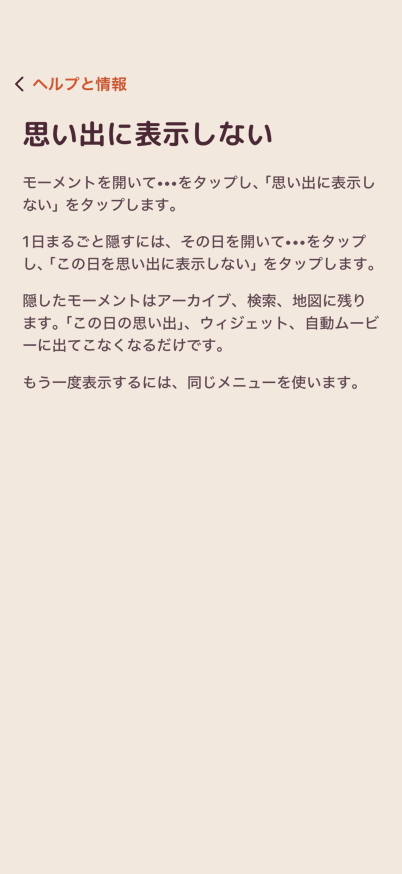 ヘルプと情報
思い出に表示しない
モーメントを開いて•••をタップし、「思い出に表示し
ない」をタップします。
1日まるごと隠すには、その日を開いて•••をタップ
し、「この日を思い出に表示しない」をタップします。
隠したモーメントはアーカイブ、検索、地図に残り
ます。「この日の思い出」、ウィジェット、自動ムービ
ーに出てこなくなるだけです。
もう一度表示するには、同じメニューを使います。